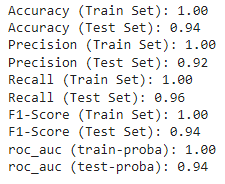 Accuracy (Train Set): 1.00
Accuracy (Test Set): 0.94
Precision (Train Set): 1.00
Precision (Test Set): 0.92
Recall (Train Set): 1.00
Recall (Test Set): 0.96
F1-Score (Train Set): 1.00
F1-Score (Test Set): 0.94
roc_auc (train-proba): 1.00
roc_auc (test-proba): 0.94